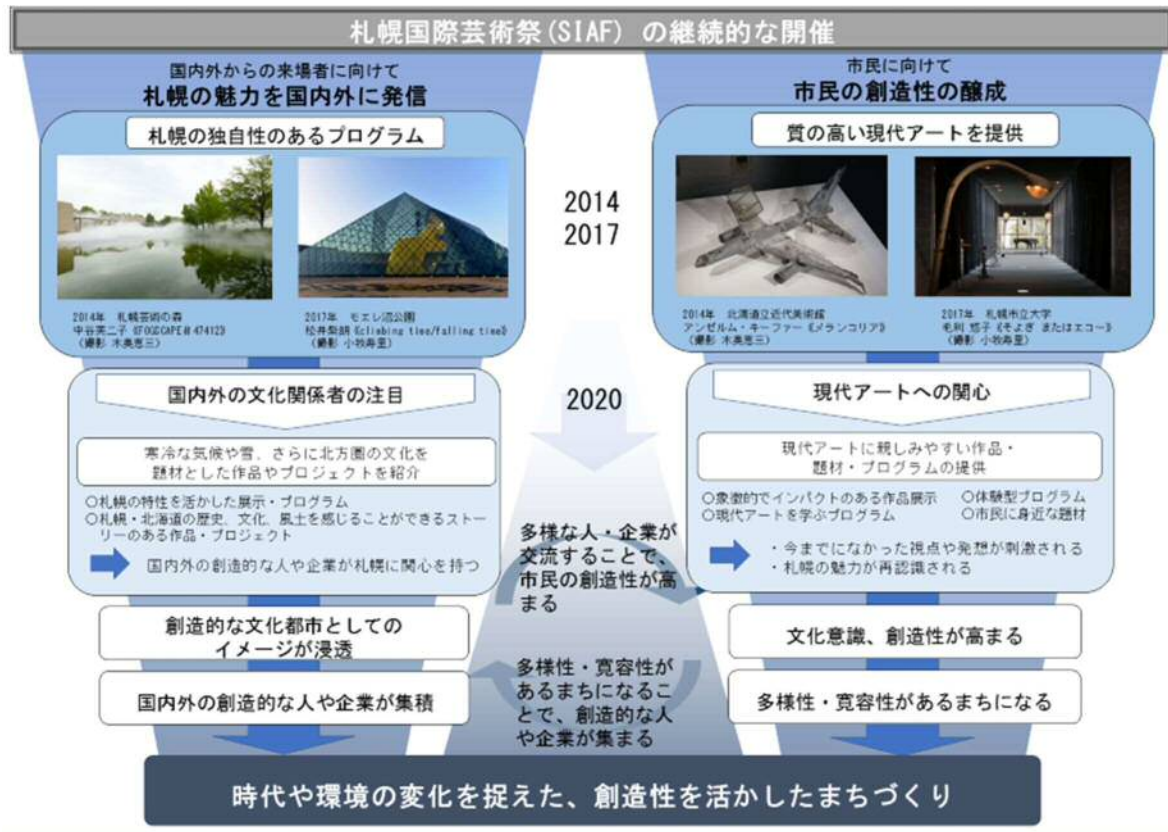 札幌国際芸術祭(SIAF) の継続的な開催
国内外からの来場者に向けて
札幌の魅力を国内外に発信
札幌の独自性のあるプログラム
2014年 札幌芸術の森
中谷芙二子《FOGSCAPE#47412》
(撮影 木奥恵三)
2017年 モエレ沼公園
松井紫朗《climbing time/falling time》
(撮影 小牧寿里)
国内外の文化関係者の注目
寒冷な気候や雪、さらに北方圏の文化を
題材とした作品やプロジェクトを紹介
○札幌の特性を活かした展示・プログラム
○札幌・北海道の歴史、文化、風土を感じることができるストー
リーのある作品・プロジェクト
国内外の創造的な人や企業が札幌に関心を持つ
創造的な文化都市としての
イメージが浸透
国内外の創造的な人や企業が集積
2014
2017
2020
多様な人・企業が
交流することで、
市民の創造性が高
まる
多様性・寛容性が
あるまちになるこ
とで、創造的な人
や企業が集まる
市民に向けて
市民の創造性の醸成
質の高い現代アートを提供
2014年 北海道立近代美術館
アンゼルム・キーファー《メランコリア》
(撮影 木奥恵三)
2017年 札幌市立大学
毛利 悠子《そよぎ またはエコー》
(撮影 小牧寿里)
現代アートへの関心
現代アートに親しみやすい作品・
題材・プログラムの提供
○象徴的でインパクトのある作品展示 ○体験型プログラム
○現代アートを学ぶプログラム ○市民に身近な題材
・今までになかった視点や発想が刺激される
・札幌の魅力が再認識される
文化意識、創造性が高まる
多様性・寛容性があるまちになる
時代や環境の変化を捉えた、創造性を活かしたまちづくり